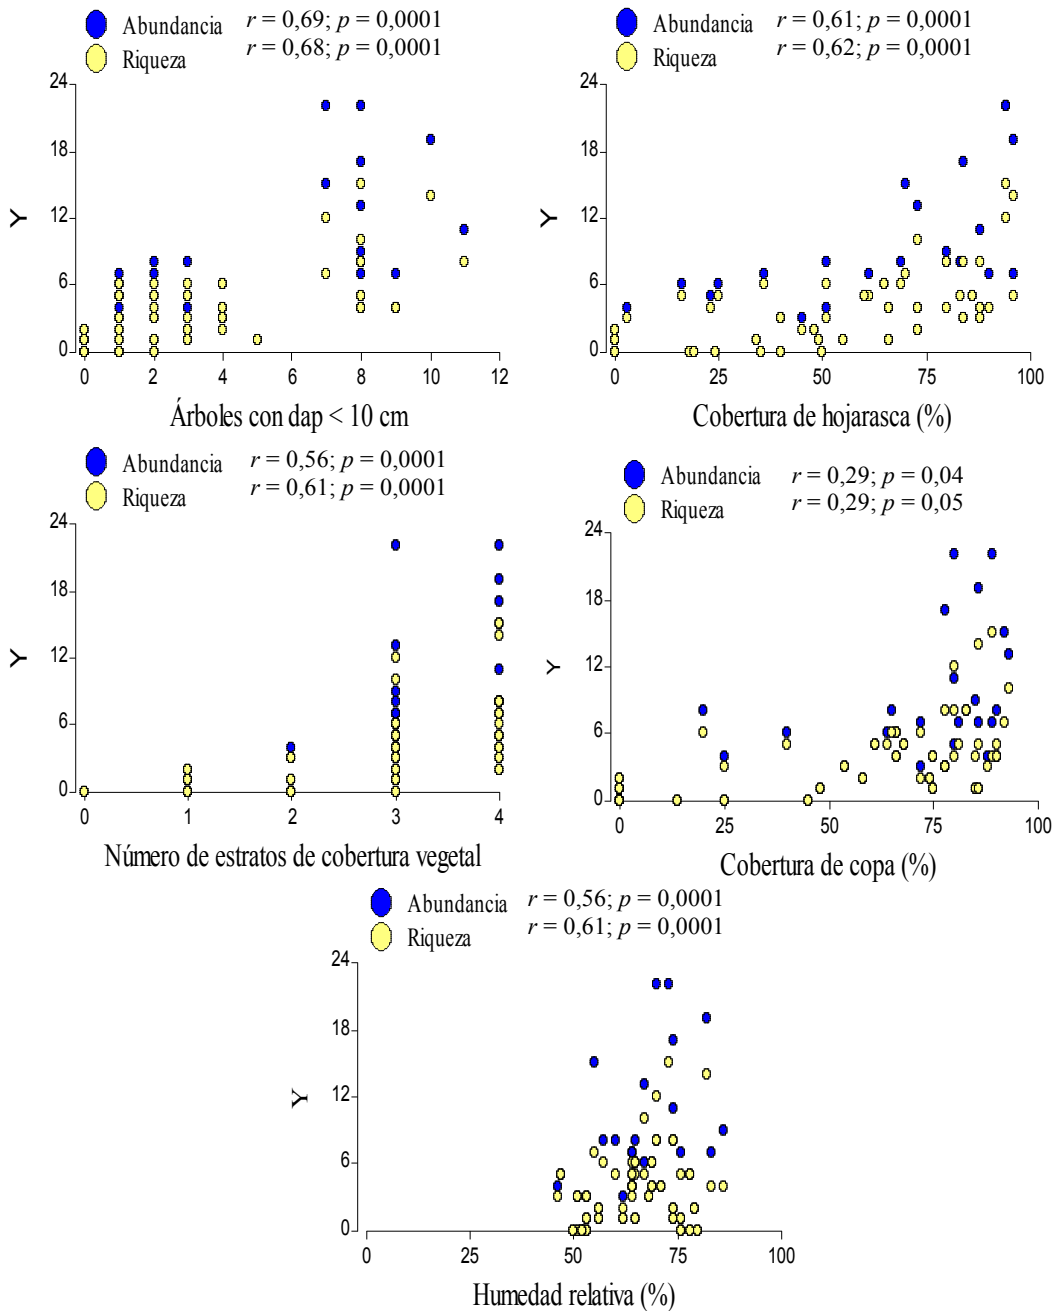 Abundancia r = 0,69; p = 0,0001
Riqueza r = 0,68; p = 0,0001
24
18
12
6
0
Y
0 2 4 6 8 10 12
Árboles con dap < 10 cm
Abundancia r = 0,61; p = 0,0001
Riqueza r = 0,62; p = 0,0001
24
18
12
6
0
Y
0 25 50 75 100
Cobertura de hojarasca (%)
Abundancia r = 0,56; p = 0,0001
Riqueza r = 0,61; p = 0,0001
24
18
12
6
0
Y
0 1 2 3 4
Número de estratos de cobertura vegetal
Abundancia r = 0,29; p = 0,04
Riqueza r = 0,29; p = 0,05
24
18
12
6
0
Y
0 25 50 75 100
Cobertura de copa (%)
Abundancia r = 0,56; p = 0,0001
Riqueza r = 0,61; p = 0,0001
24
18
12
6
0
Y
0 25 50 75 100
Humedad relativa (%)